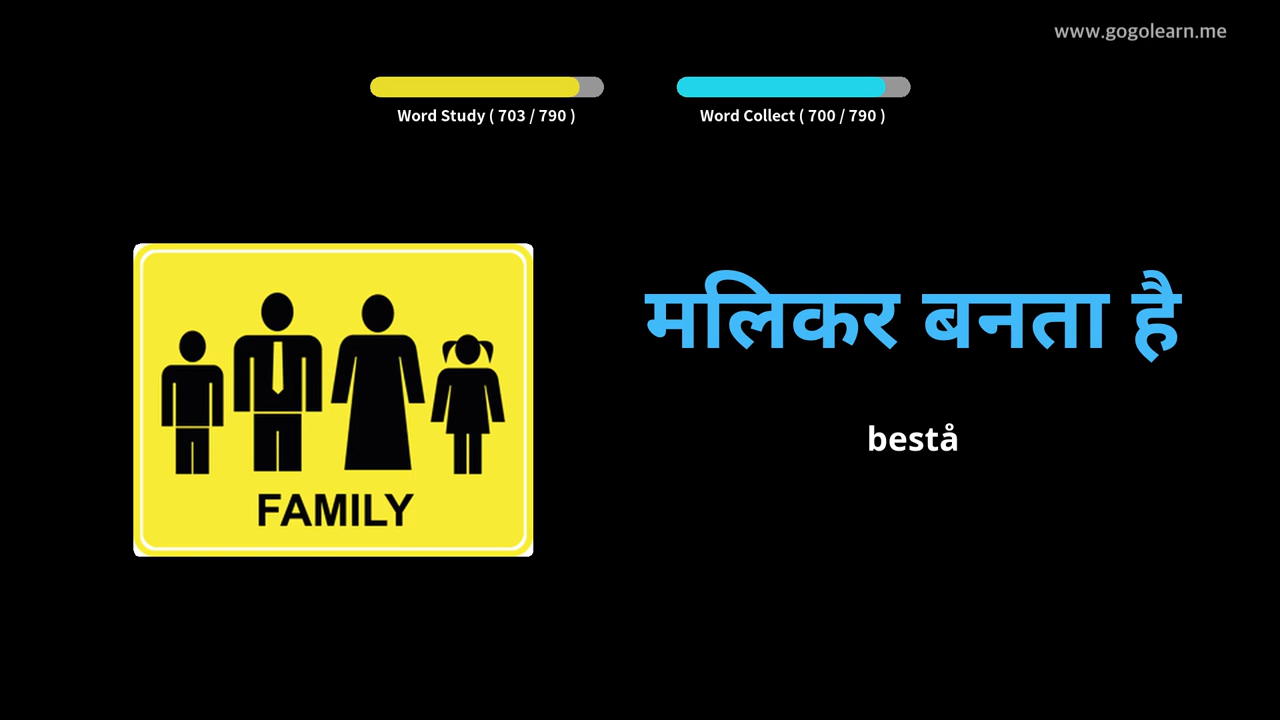 www.gogolearn.me
Word Study ( 703 / 790 )
Word Collect ( 700 / 790 )
मलिकर बनता है
bestå
FAMILY